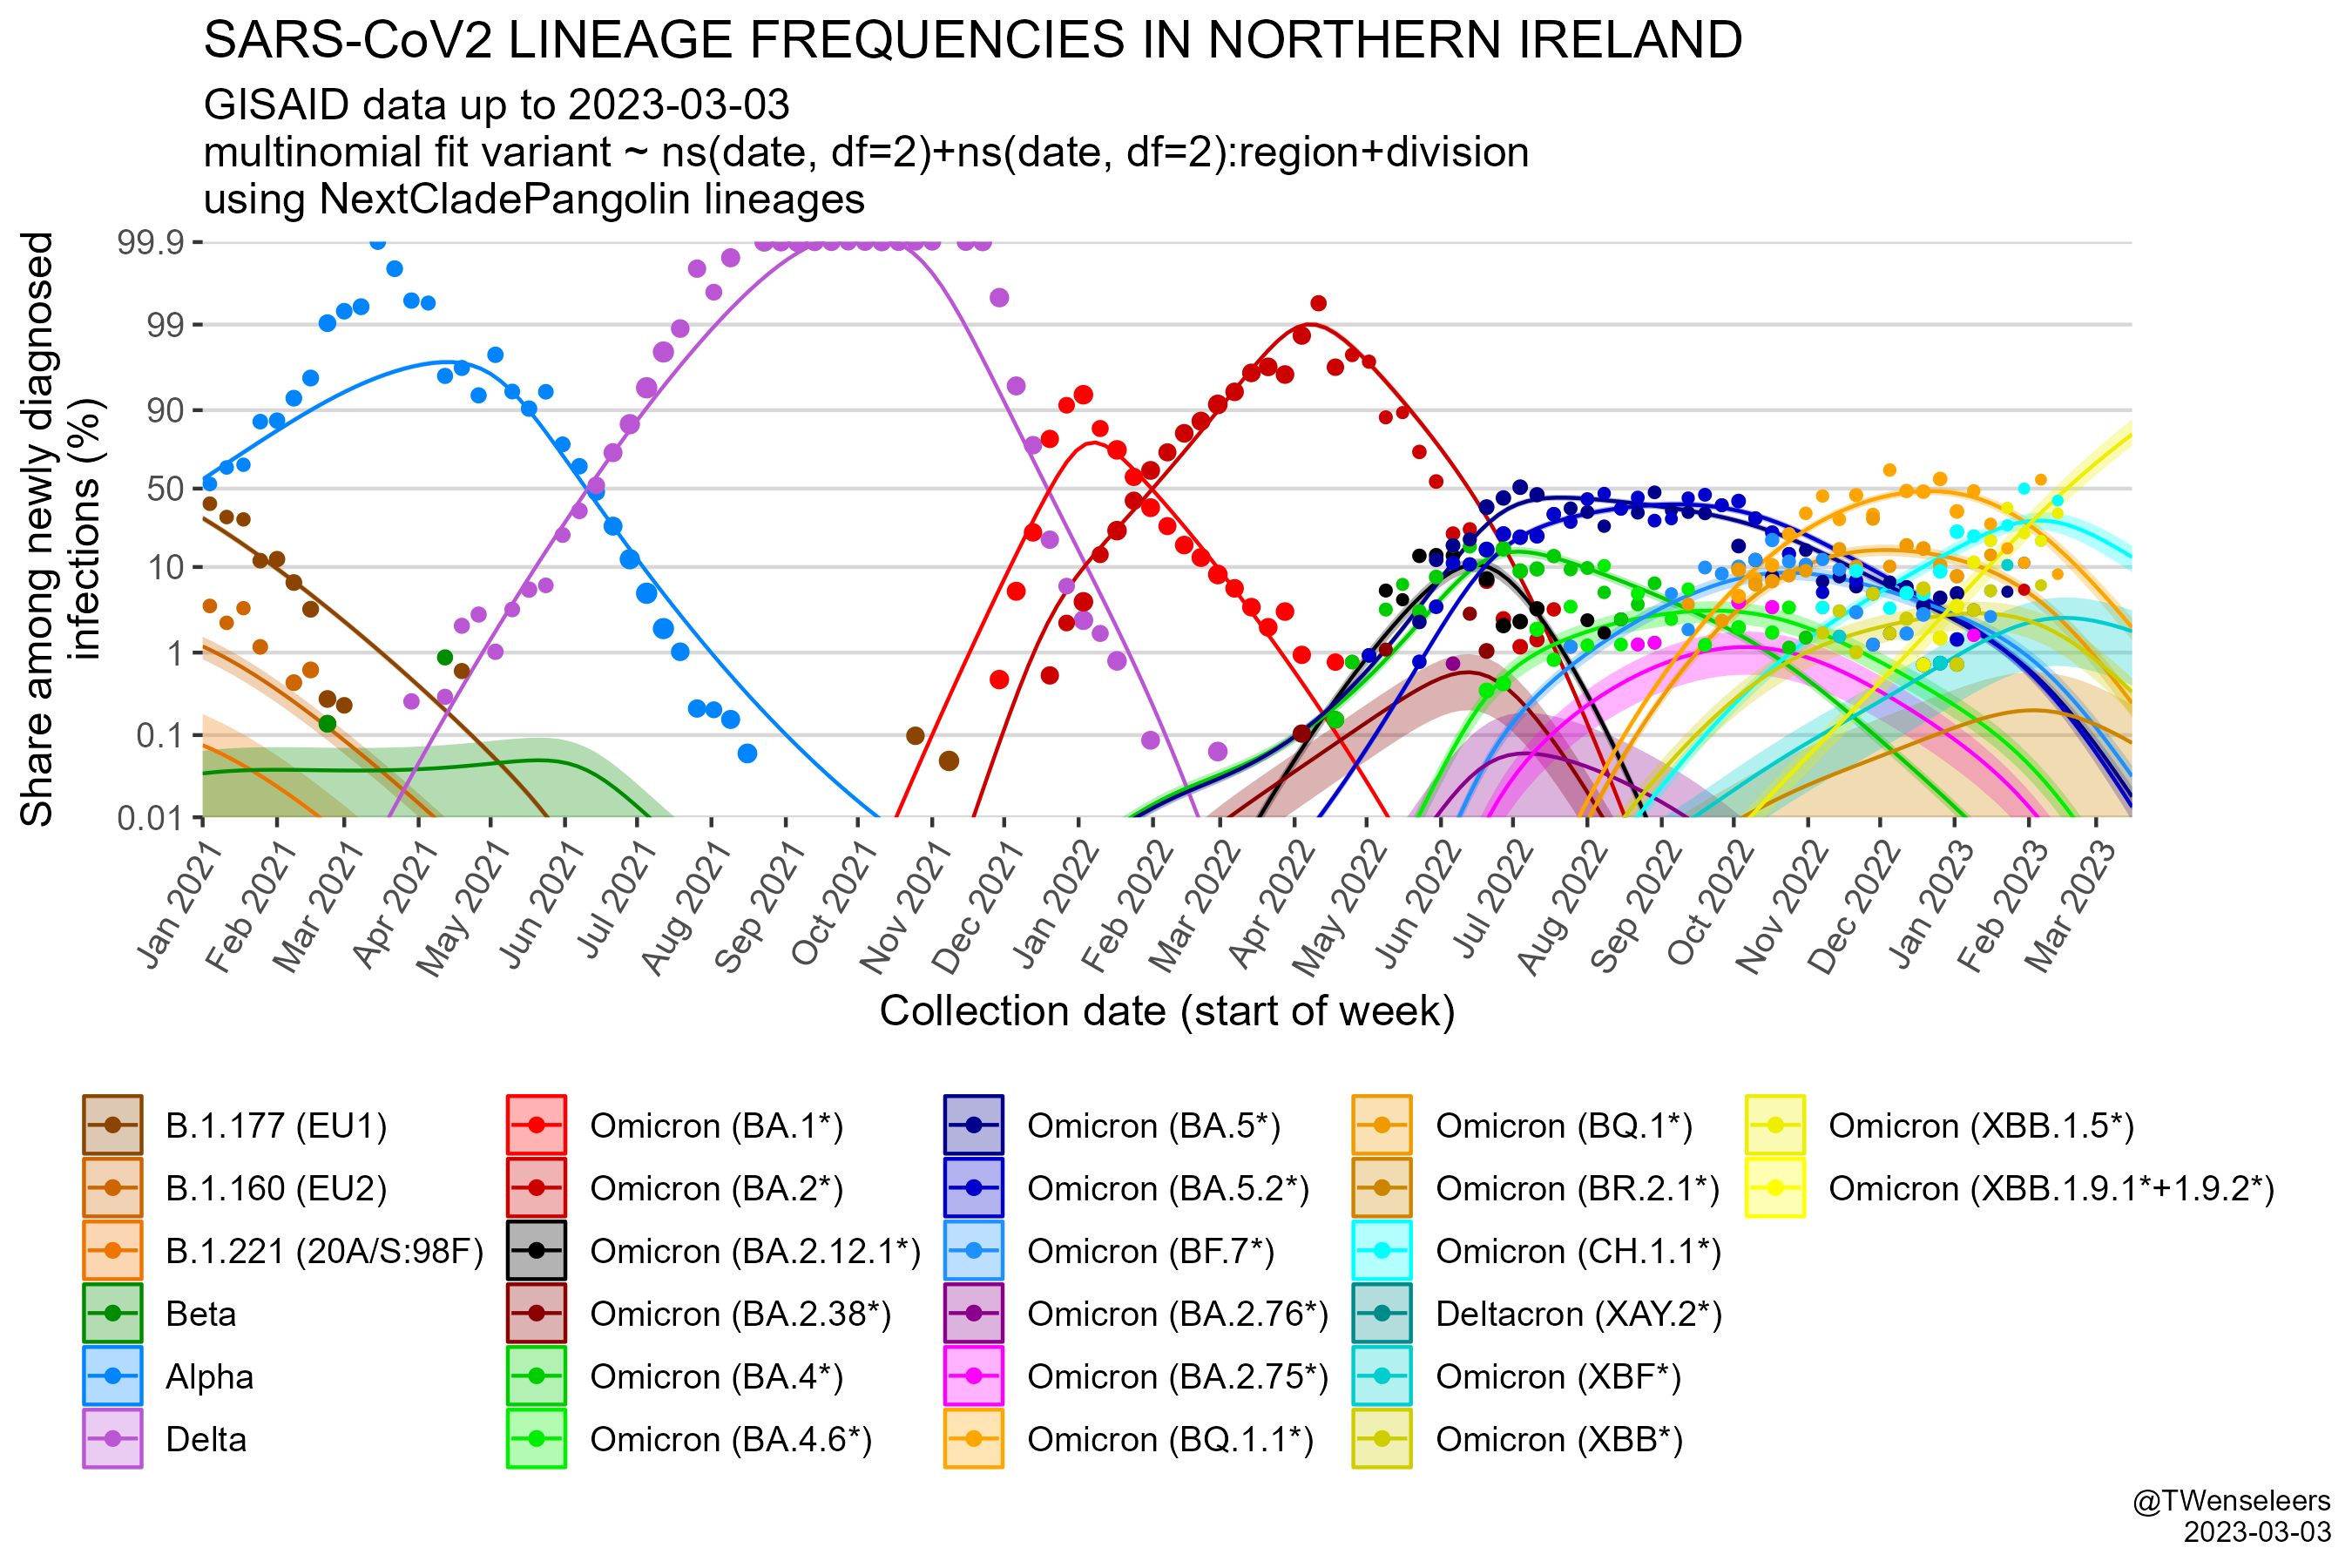 SARS-CoV2 LINEAGE FREQUENCIES IN NORTHERN IRELAND
GISAID data up to 2023-03-03
multinomial fit variant ~ ns(date, df=2)+ns(date, df=2):region+division
using NextCladePangolin lineages
Share among newly diagnosed
infections (%)
99.9
99
90
50
10
1
0.1
0.01
Jan 2021
Feb 2021
Mar 2021
Apr 2021
May 2021
Jun 2021
Jul 2021
Aug 2021
Sep 2021
Oct 2021
Nov 2021
Dec 2021
Jan 2022
Feb 2022
Mar 2022
Apr 2022
May 2022
Jun 2022
Jul 2022
Aug 2022
Sep 2022
Oct 2022
Nov 2022
Dec 2022
Jan 2023
Feb 2023
Mar 2023
Collection date (start of week)
B.1.177 (EU1)
B.1.160 (EU2)
B.1.221 (20A/S:98F)
Beta
Alpha
Delta
Omicron (BA.1*)
Omicron (BA.2*)
Omicron (BA.2.12.1*)
Omicron (BA.2.38*)
Omicron (BA.4*)
Omicron (BA.4.6*)
Omicron (BA.5*)
Omicron (BA.5.2*)
Omicron (BF.7*)
Omicron (BA.2.76*)
Omicron (BA.2.75*)
Omicron (BQ.1.1*)
Omicron (BQ.1*)
Omicron (BR.2.1*)
Omicron (CH.1.1*)
Deltacron (XAY.2*)
Omicron (XBF*)
Omicron (XBB*)
Omicron (XBB.1.5*)
Omicron (XBB.1.9.1*+1.9.2*)
@TWenseleers
2023-03-03